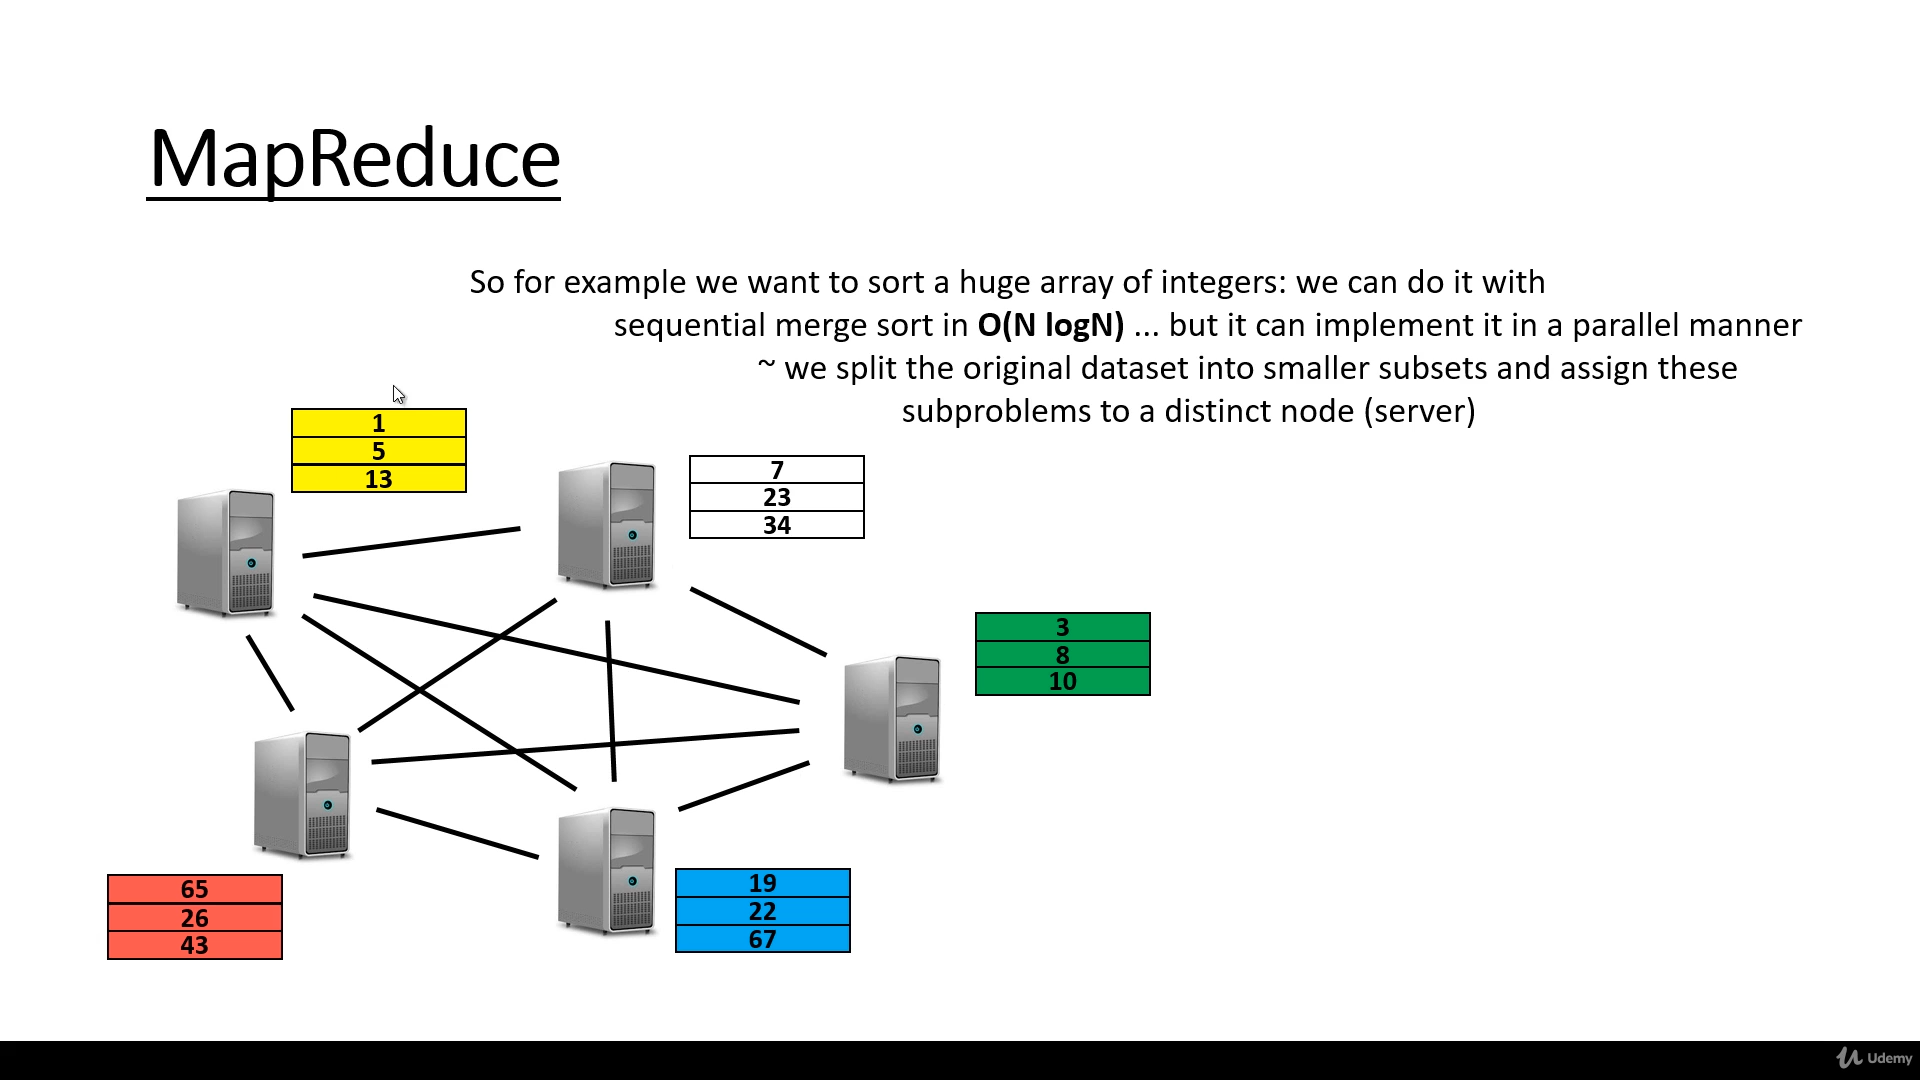 MapReduce
So for example we want to sort a huge array of integers: we can do it with
sequential merge sort in O(N logN) ... but it can implement it in a parallel manner
~ we split the original dataset into smaller subsets and assign these
subproblems to a distinct node (server)
1
5
13
7
23
34
3
8
10
65
26
43
19
22
67
Udemy